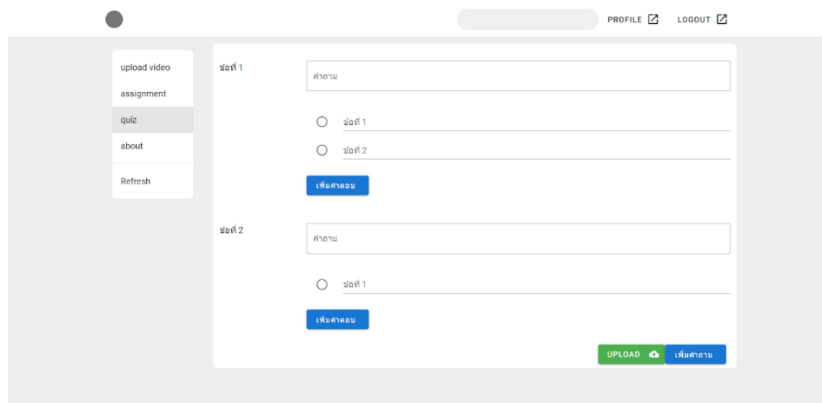 PROFILE LOGOUT
upload video
assignment
quiz
about
Refresh
ข้อที่ 1
คำถาม
ข้อที่ 1
ข้อที่ 2
เพิ่มคำตอบ
ข้อที่ 2
คำถาม
ข้อที่ 1
เพิ่มคำตอบ
UPLOAD เพิ่มคำถาม